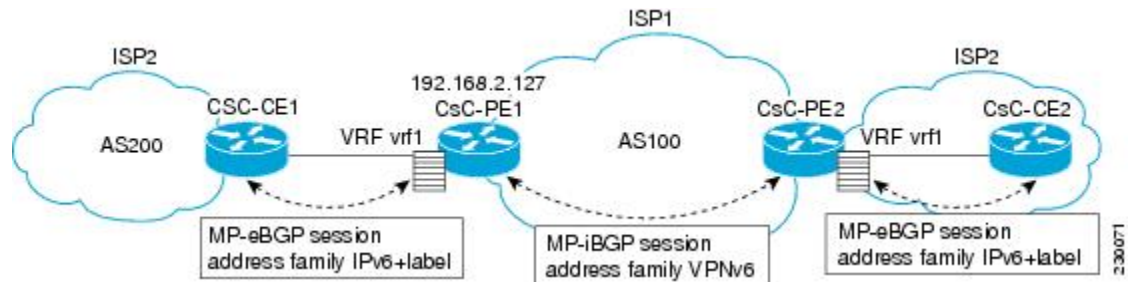 ISP1
ISP2
ISP2
192.168.2.127
CSC-CE1
CsC-PE1
CsC-PE2
CsC-CE2
AS200
VRF vrf1
AS100
VRF vrf1
MP-eBGP session
address family IPv6+label
MP-iBGP session
address family VPNv6
MP-eBGP session
address family IPv6+label
230071